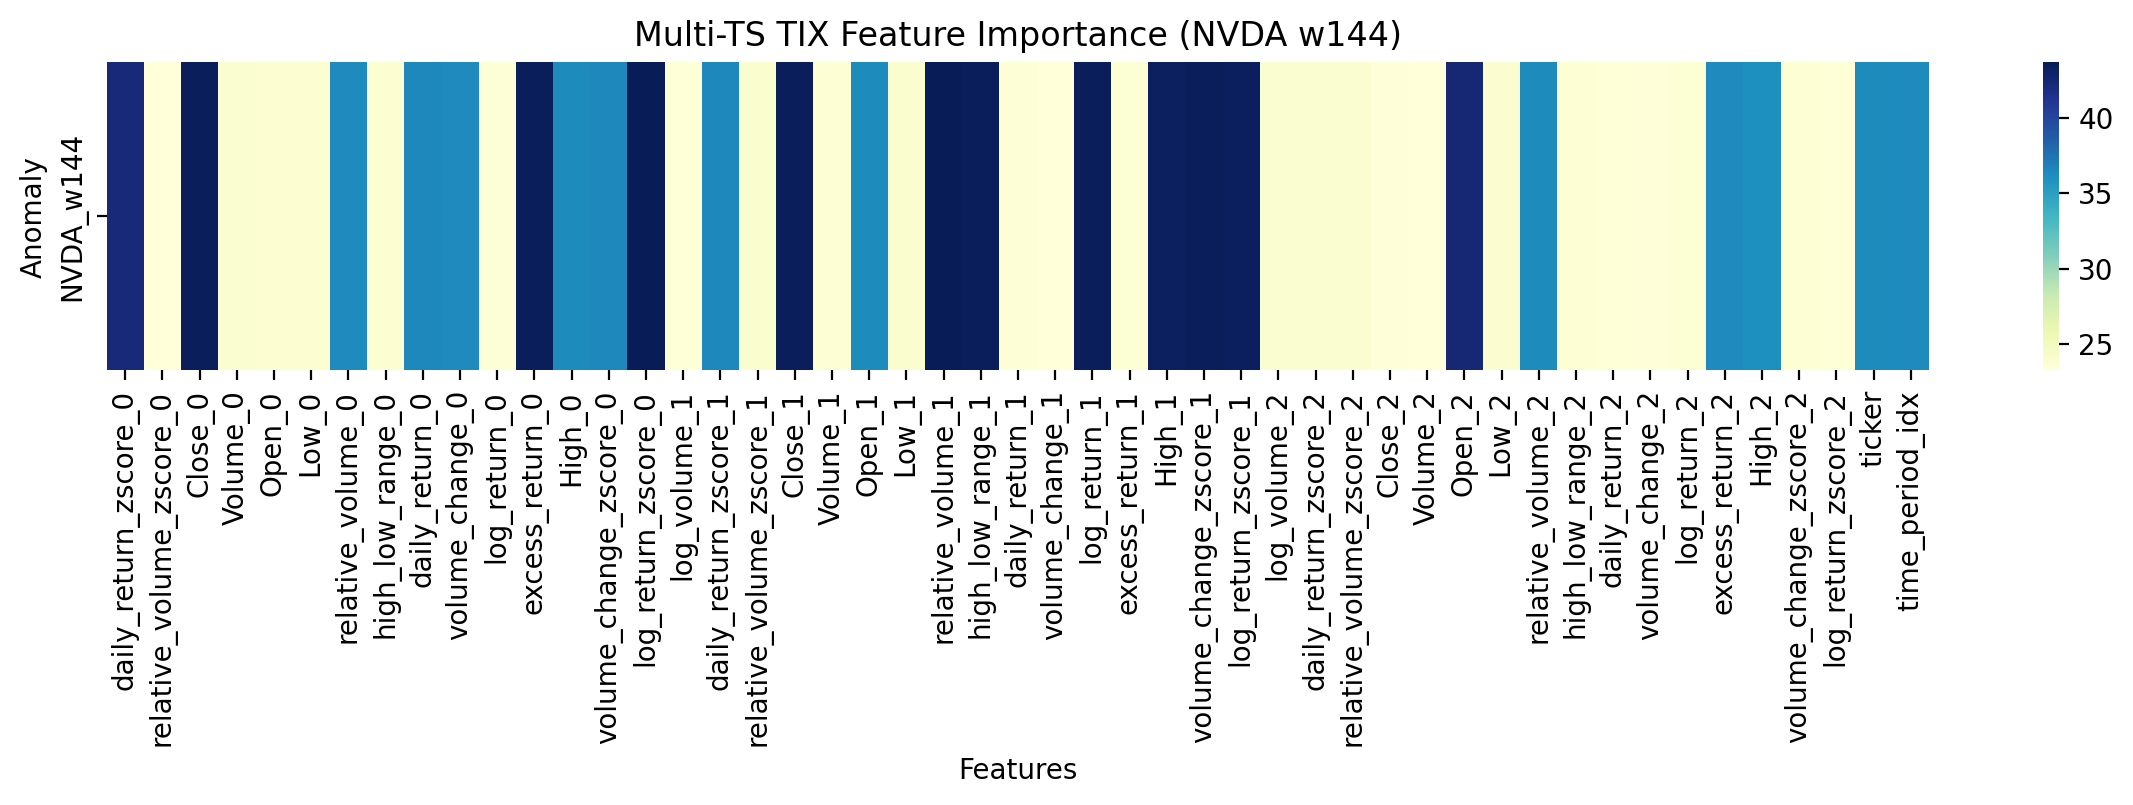 Multi-TS TIX Feature Importance (NVDA w144)
Anomaly
NVDA_w144
40
35
30
25
daily_return_zscore_0
relative_volume_zscore_0
Close_0
Volume_0
Open_0
Low_0
relative_volume_0
high_low_range_0
daily_return_0
volume_change_0
log_return_0
excess_return_0
High_0
volume_change_zscore_0
log_return_zscore_0
log_volume_1
daily_return_zscore_1
relative_volume_zscore_1
Close_1
Volume_1
Open_1
Low_1
relative_volume_1
high_low_range_1
daily_return_1
volume_change_1
log_return_1
excess_return_1
High_1
volume_change_zscore_1
log_return_zscore_1
log_volume_2
daily_return_zscore_2
relative_volume_zscore_2
Close_2
Volume_2
Open_2
Low_2
relative_volume_2
high_low_range_2
daily_return_2
volume_change_2
log_return_2
excess_return_2
High_2
volume_change_zscore_2
log_return_zscore_2
ticker
time_period_idx
Features